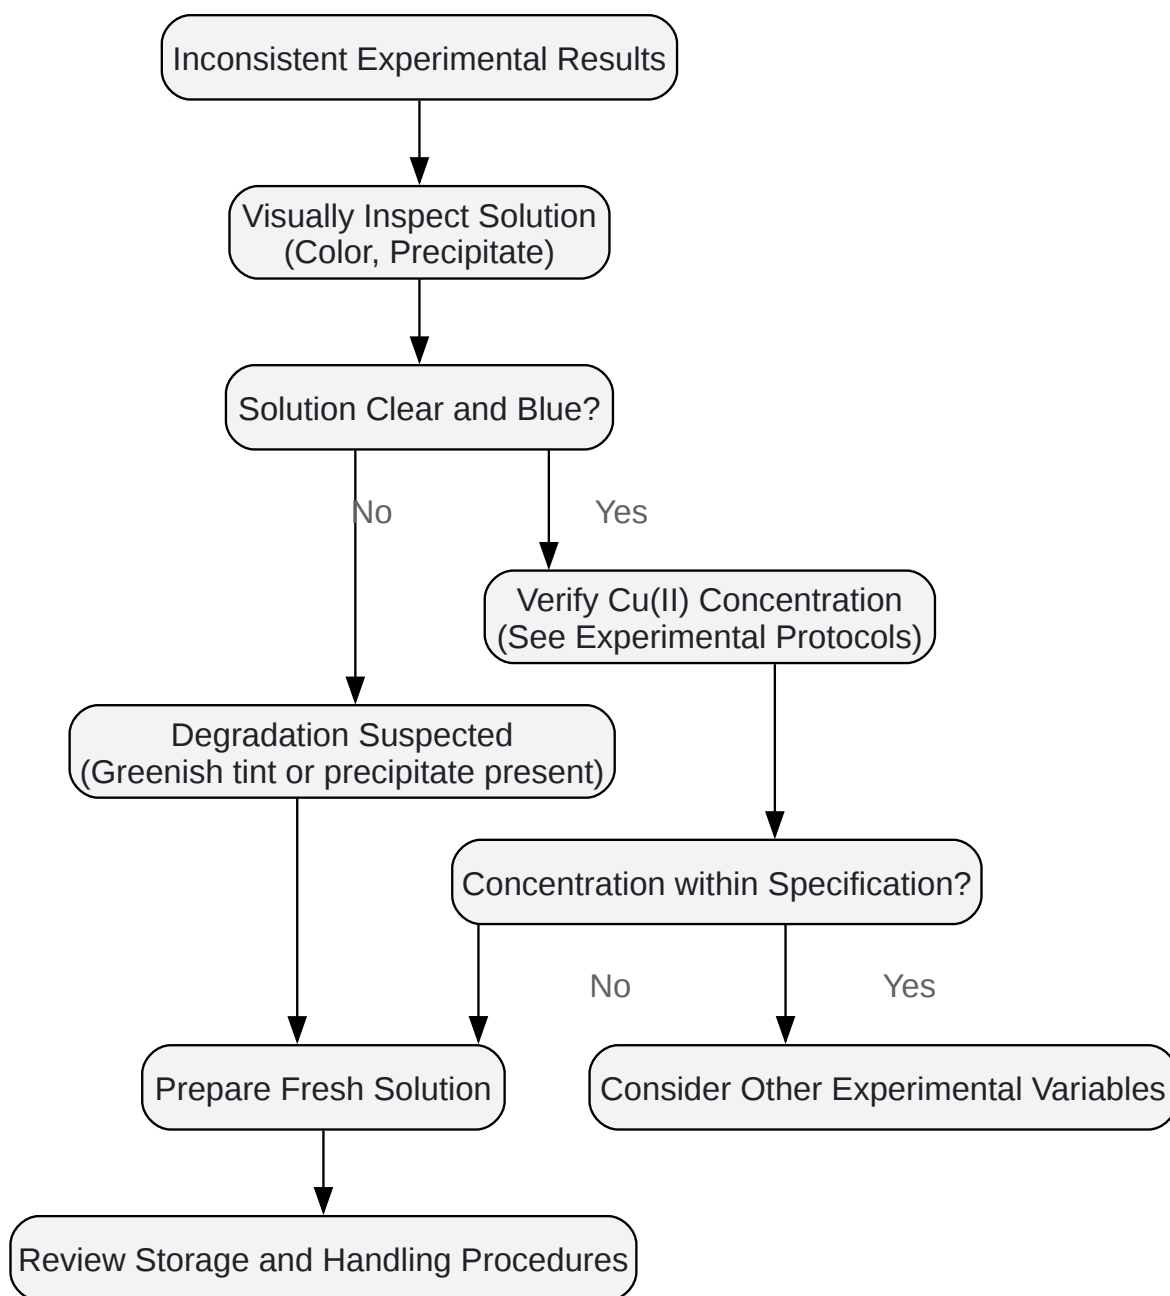 Inconsistent Experimental Results
Visually Inspect Solution
(Color, Precipitate)
Solution Clear and Blue?
No
Yes
Verify Cu(II) Concentration
(See Experimental Protocols)
Degradation Suspected
(Greenish tint or precipitate present)
Concentration within Specification?
No
Yes
Prepare Fresh Solution
Consider Other Experimental Variables
Review Storage and Handling Procedures